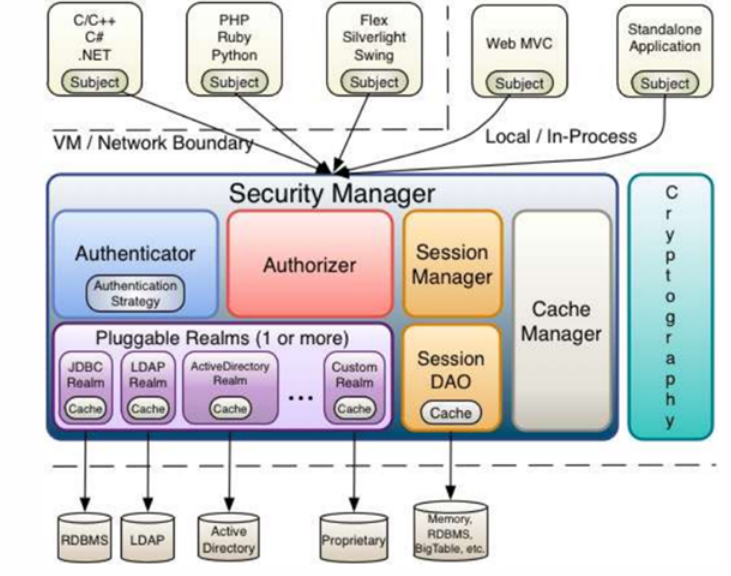 C/C++
C#
.NET
Subject
PHP
Ruby
Python
Subject
Flex
Silverlight
Swing
Subject
Web MVC
Subject
Standalone
Application
Subject
VM / Network Boundary
Local / In-Process
Security Manager
Authenticator
Authentication
Strategy
Authorizer
Session
Manager
Cache
Manager
Pluggable Realms (1 or more)
JDBC
Realm
Cache
LDAP
Realm
Cache
ActiveDirectory
Realm
Cache
...
Custom
Realm
Cache
Session
DAO
Cache
Cryptography
RDBMS
LDAP
Active
Directory
Proprietary
Memory,
RDBMS,
BigTable, etc.